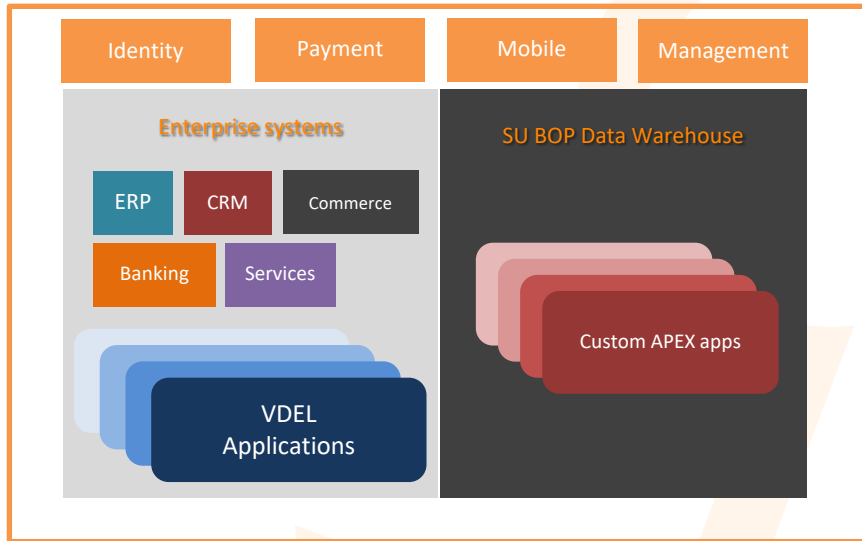 Identity
Payment
Mobile
Management
Enterprise systems
SU BOP Data Warehouse
ERP
CRM
Commerce
Banking
Services
Custom APEX apps
VDEL
Applications